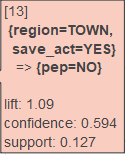 [13]
{region=TOWN,
save_act=YES}
=> {pep=NO}
lift: 1.09
confidence: 0.594
support: 0.127